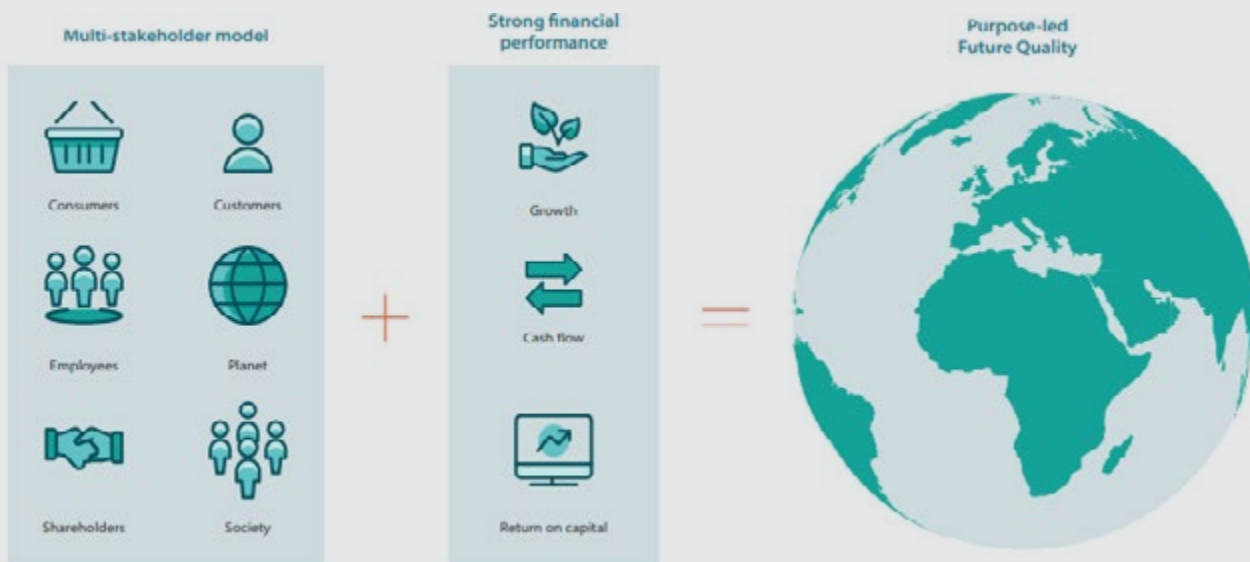 Multi-stakeholder model
Consumers
Customers
Employees
Planet
Shareholders
Society
+
Strong financial
performance
Growth
Cash flow
Return on capital
=
Purpose-led
Future Quality